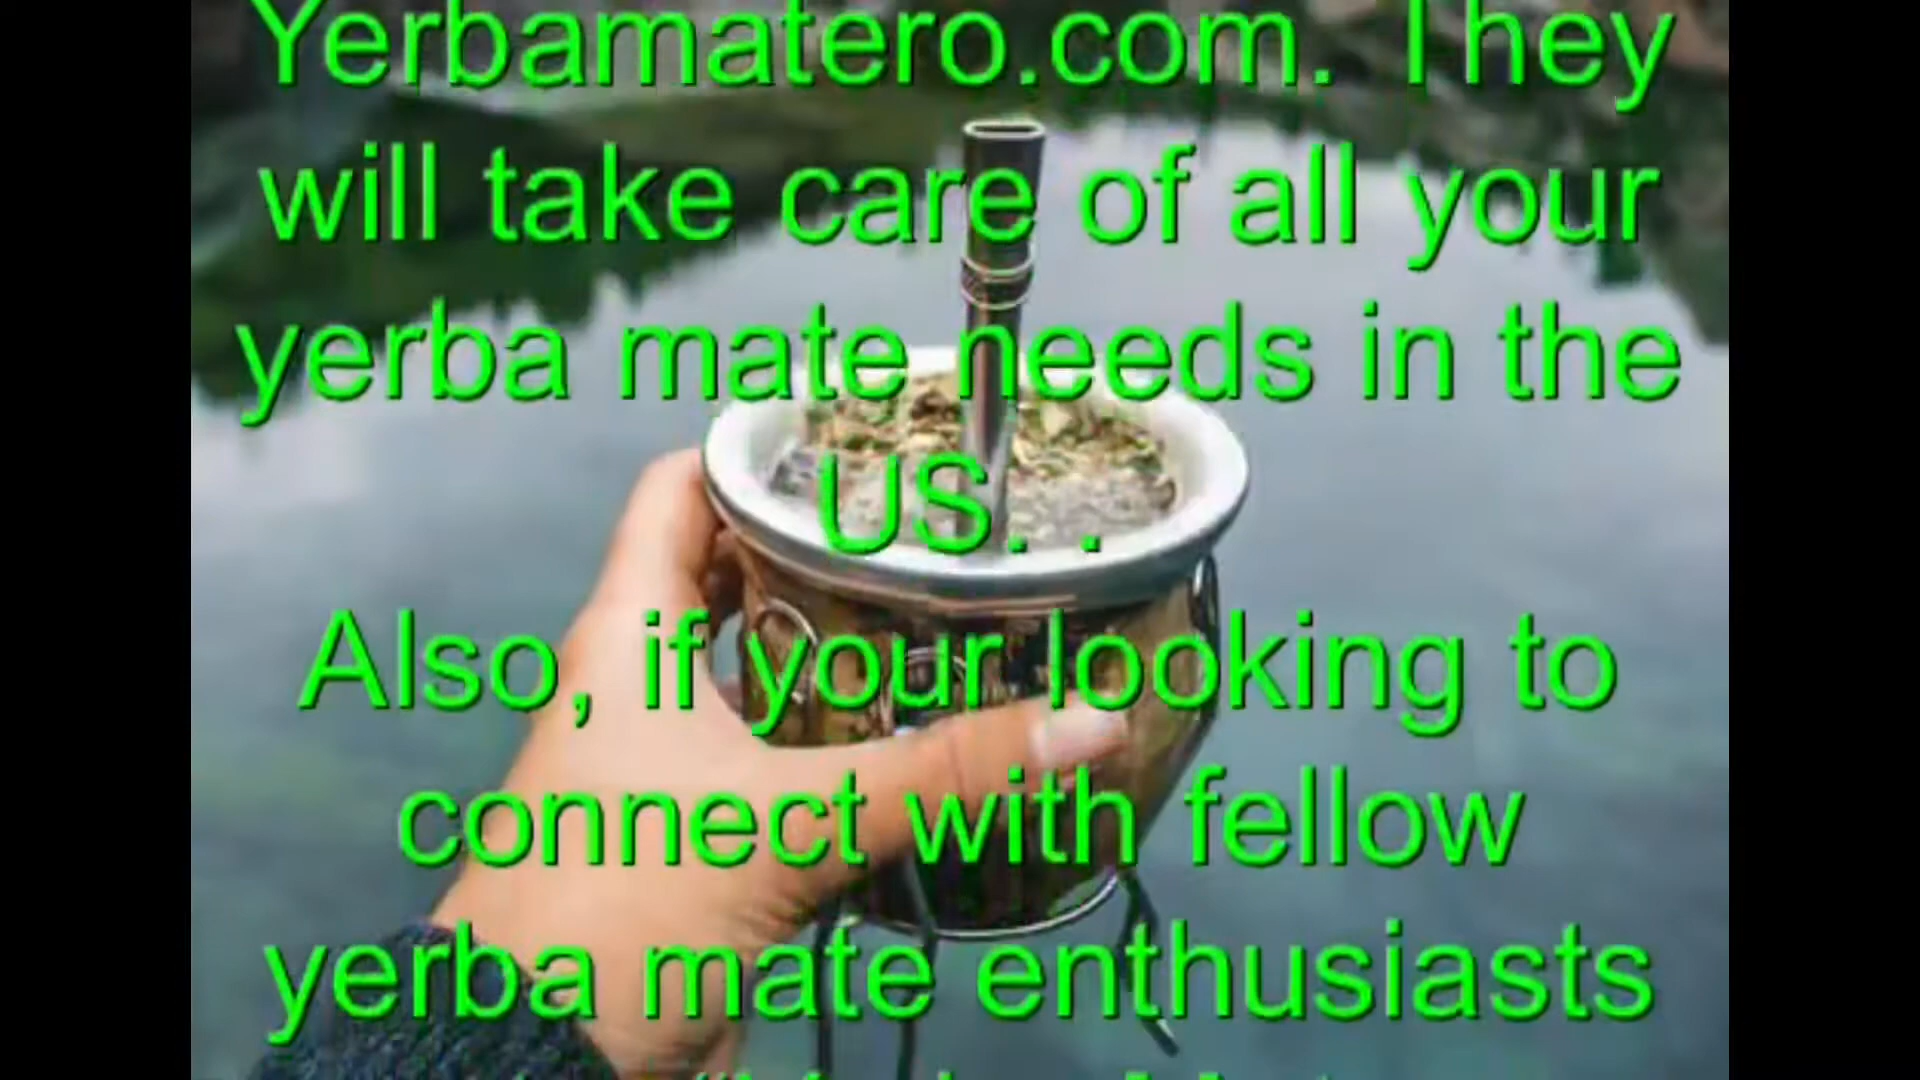 Yerbamatero.com. They
will take care of all your
yerba mate needs in the
US. .
Also, if your looking to
connect with fellow
yerba mate enthusiasts